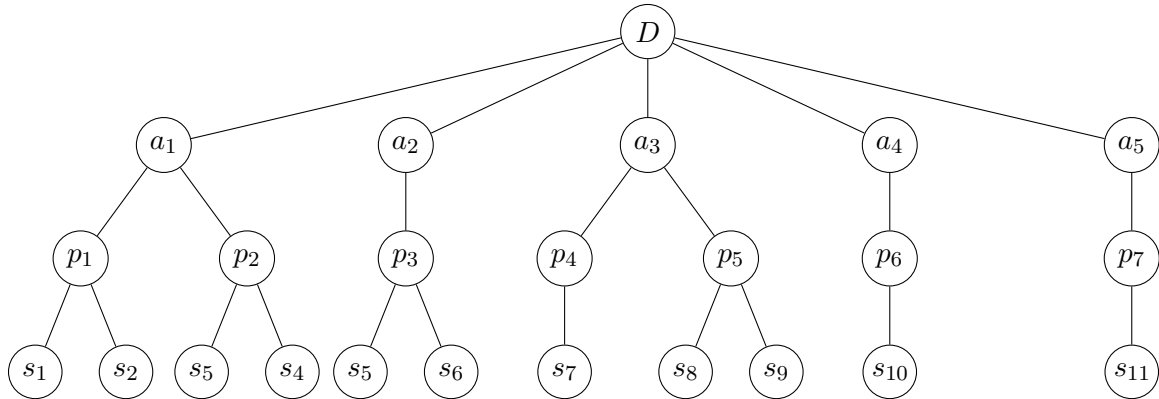 D
a₁ a₂ a₃ a₄ a₅
p₁ p₂ p₃ p₄ p₅ p₆ p₇
s₁ s₂ s₅ s₄ s₅ s₆ s₇ s₈ s₉ s₁₀ s₁₁